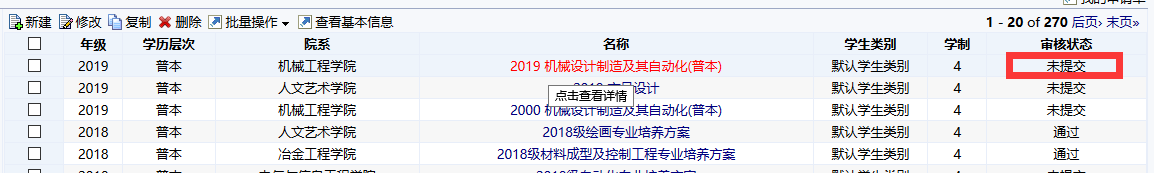 的申请单
新建 修改 复制 删除 批量操作 查看基本信息 1 - 20 of 270 后页› 末页»
年级 学历层次 院系 名称 学生类别 学制 审核状态
2019 普本 机械工程学院 2019 机械设计制造及其自动化(普本) 默认学生类别 4 未提交
2019 普本 人文艺术学院 设计 默认学生类别 4 未提交
点击查看详情
2019 普本 机械工程学院 2000 机械设计制造及其自动化(普本) 默认学生类别 4 未提交
2018 普本 人文艺术学院 2018级绘画专业培养方案 默认学生类别 4 通过
2018 普本 冶金工程学院 2018级材料成型及控制工程专业培养方案 默认学生类别 4 通过